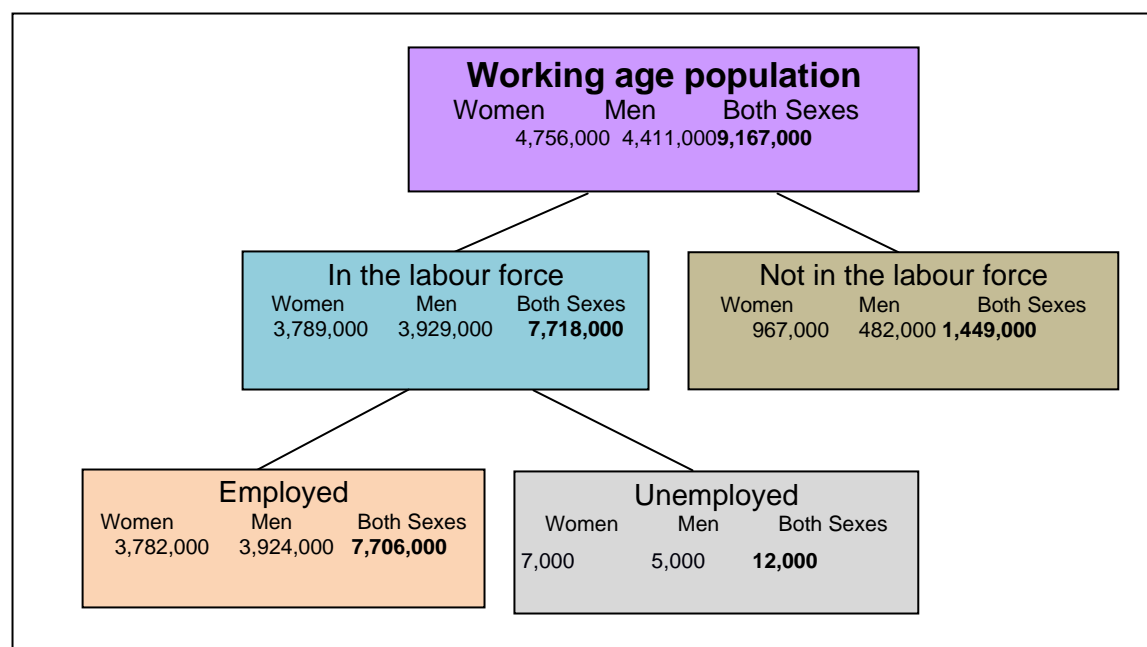 Working age population
Women Men Both Sexes
4,756,000 4,411,0009,167,000
In the labour force
Women Men Both Sexes
3,789,000 3,929,000 7,718,000
Not in the labour force
Women Men Both Sexes
967,000 482,000 1,449,000
Employed
Women Men Both Sexes
3,782,000 3,924,000 7,706,000
Unemployed
Women Men Both Sexes
7,000 5,000 12,000